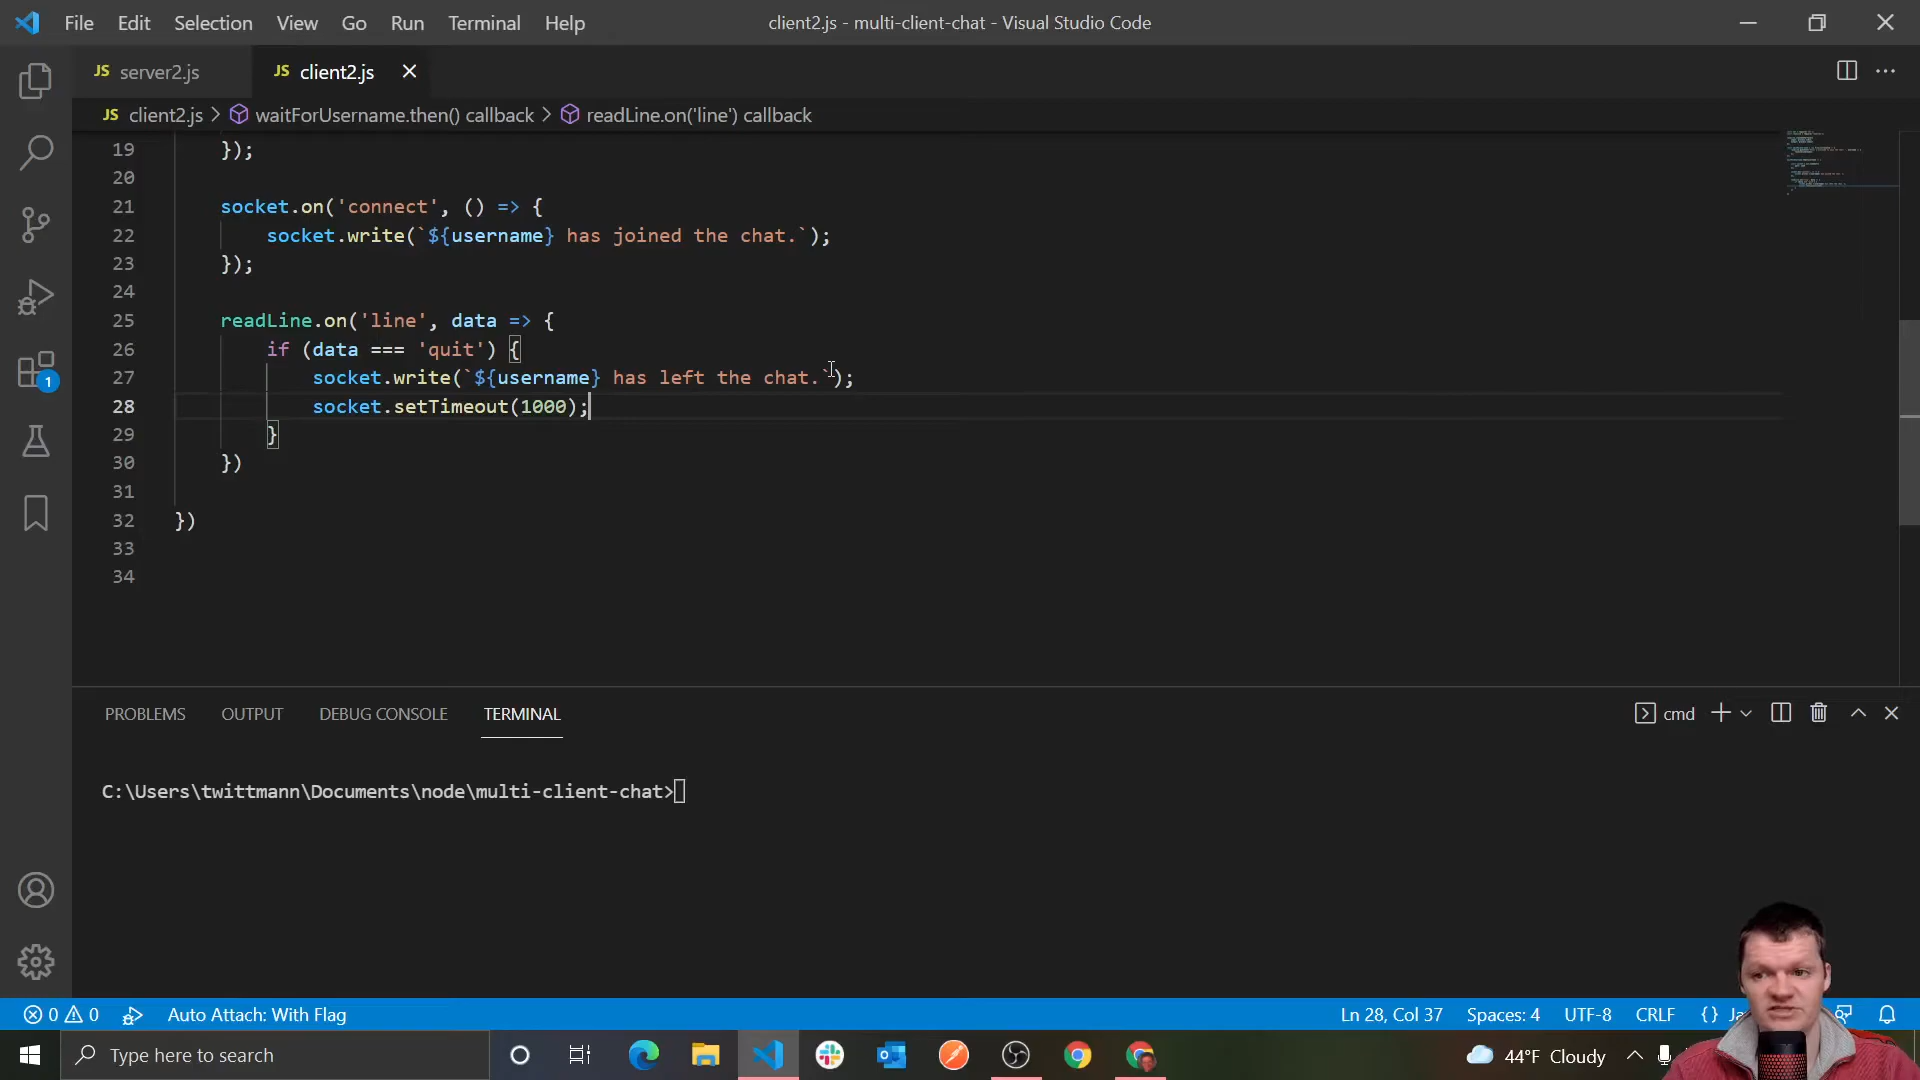 File Edit Selection View Go Run Terminal Help client2.js - multi-client-chat - Visual Studio Code
JS server2.js JS client2.js
JS client2.js > waitForUsername.then() callback > readLine.on('line') callback
19 });
20
21 socket.on('connect', () => {
22 socket.write(`${username} has joined the chat.`);
23 });
24
25 readLine.on('line', data => {
26 if (data === 'quit') {
27 socket.write(`${username} has left the chat.`);
28 socket.setTimeout(1000);
29 }
30 })
31
32 })
33
34
1
PROBLEMS OUTPUT DEBUG CONSOLE TERMINAL cmd
C:\Users\twittmann\Documents\node\multi-client-chat>
0 0 Auto Attach: With Flag Ln 28, Col 37 Spaces: 4 UTF-8 CRLF {} Ja
Type here to search 44°F Cloudy